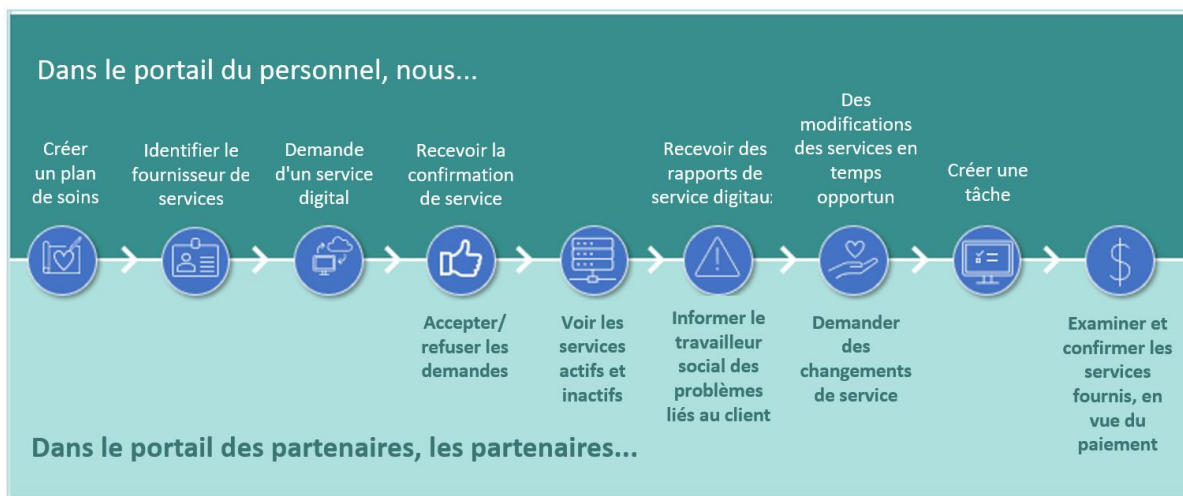 Dans le portail du personnel, nous...
Créer
un plan
de soins
Identifier le
fournisseur de
services
Demande
d'un service
digital
Recevoir la
confirmation
de service
Recevoir des
rapports de
service digitau
Des
modifications
des services en
temps
opportun
Créer une
tâche
Accepter/
refuser les
demandes
Voir les
services
actifs et
inactifs
Informer le
travailleur
social des
problèmes
liés au client
Demander
des
changements
de service
Examiner et
confirmer les
services
fournis, en
vue du
paiement
Dans le portail des partenaires, les partenaires...